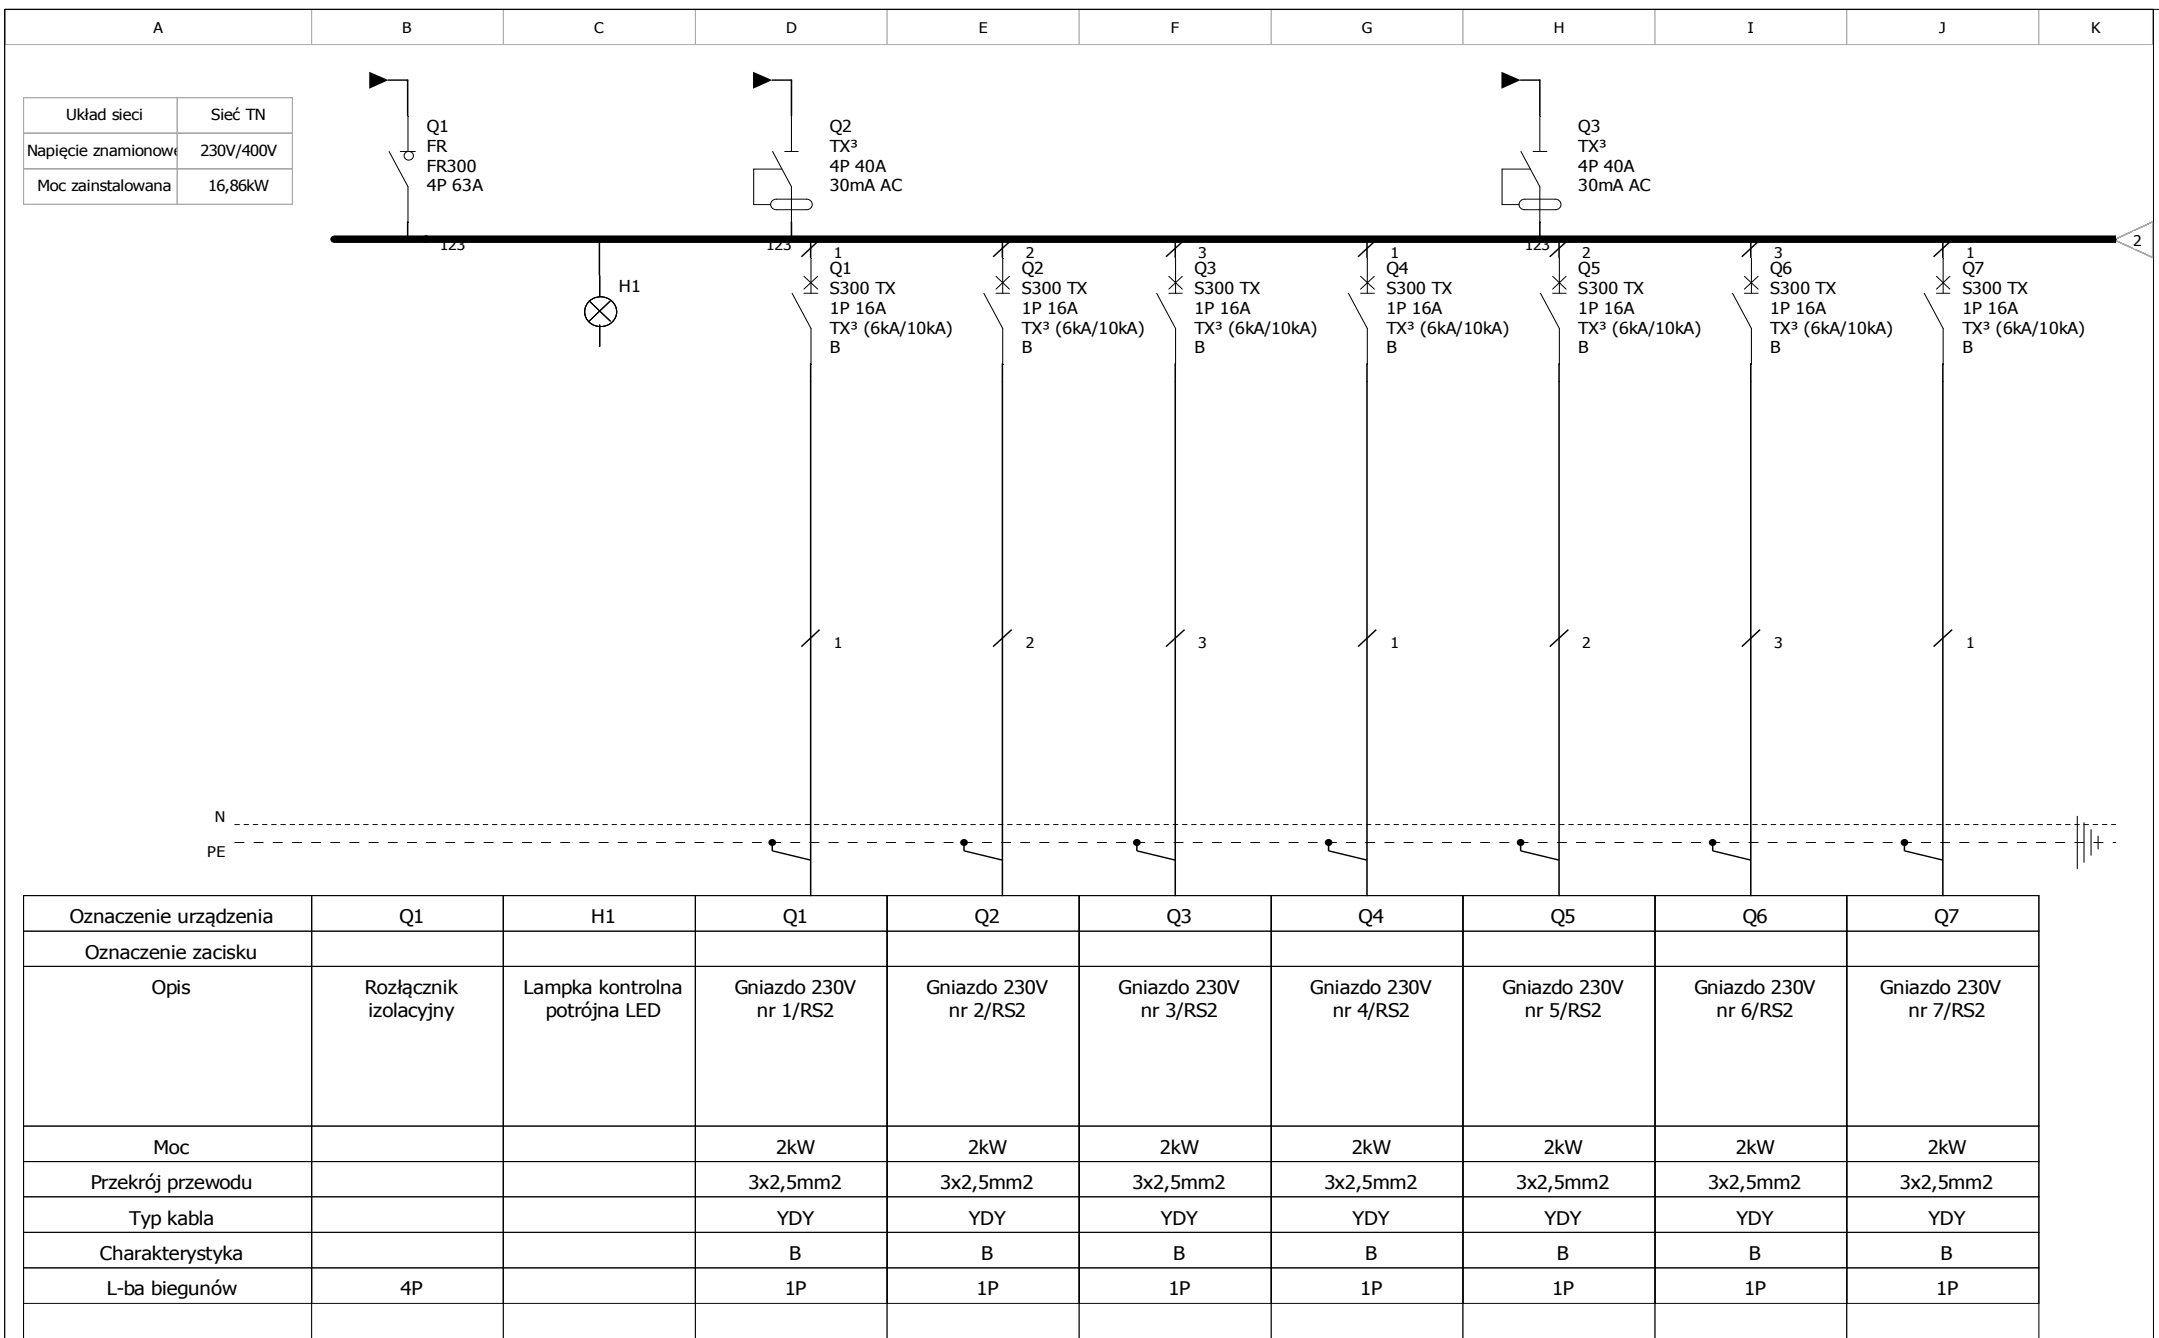 A B C D E F G H I J K
Układ sieci Sieć TN
Napięcie znamionowe 230V/400V
Moc zainstalowana 16,86kW
Q1
FR
FR300
4P 63A
Q2
TX³
4P 40A
30mA AC
Q3
TX³
4P 40A
30mA AC
123 123 123 2
H1
1
Q1
S300 TX
1P 16A
TX³ (6kA/10kA)
B
2
Q2
S300 TX
1P 16A
TX³ (6kA/10kA)
B
3
Q3
S300 TX
1P 16A
TX³ (6kA/10kA)
B
1
Q4
S300 TX
1P 16A
TX³ (6kA/10kA)
B
2
Q5
S300 TX
1P 16A
TX³ (6kA/10kA)
B
3
Q6
S300 TX
1P 16A
TX³ (6kA/10kA)
B
1
Q7
S300 TX
1P 16A
TX³ (6kA/10kA)
B
1 2 3 1 2 3 1
N
PE
Oznaczenie urządzenia Q1 H1 Q1 Q2 Q3 Q4 Q5 Q6 Q7
Oznaczenie zacisku
Opis Rozłącznik Lampka kontrolna Gniazdo 230V Gniazdo 230V Gniazdo 230V Gniazdo 230V Gniazdo 230V Gniazdo 230V Gniazdo 230V
izolacyjny potrójna LED nr 1/RS2 nr 2/RS2 nr 3/RS2 nr 4/RS2 nr 5/RS2 nr 6/RS2 nr 7/RS2
Moc 2kW 2kW 2kW 2kW 2kW 2kW 2kW
Przekrój przewodu 3x2,5mm2 3x2,5mm2 3x2,5mm2 3x2,5mm2 3x2,5mm2 3x2,5mm2 3x2,5mm2
Typ kabla YDY YDY YDY YDY YDY YDY YDY
Charakterystyka B B B B B B B
L-ba biegunów 4P 1P 1P 1P 1P 1P 1P 1P